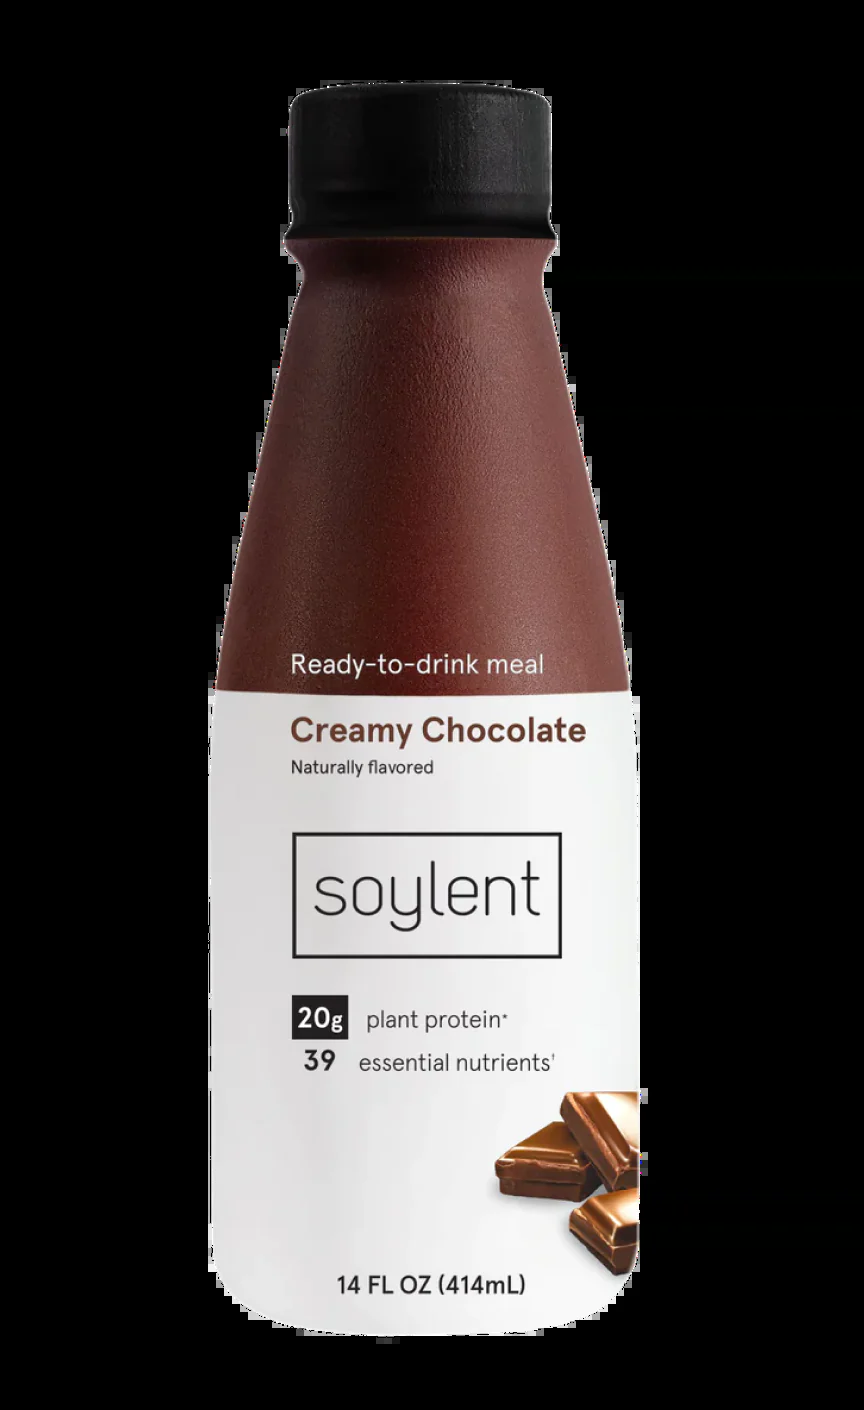 Ready-to-drink meal
Creamy Chocolate
Naturally flavored
soylent
20g plant protein*
39 essential nutrients†
14 FL OZ (414mL)